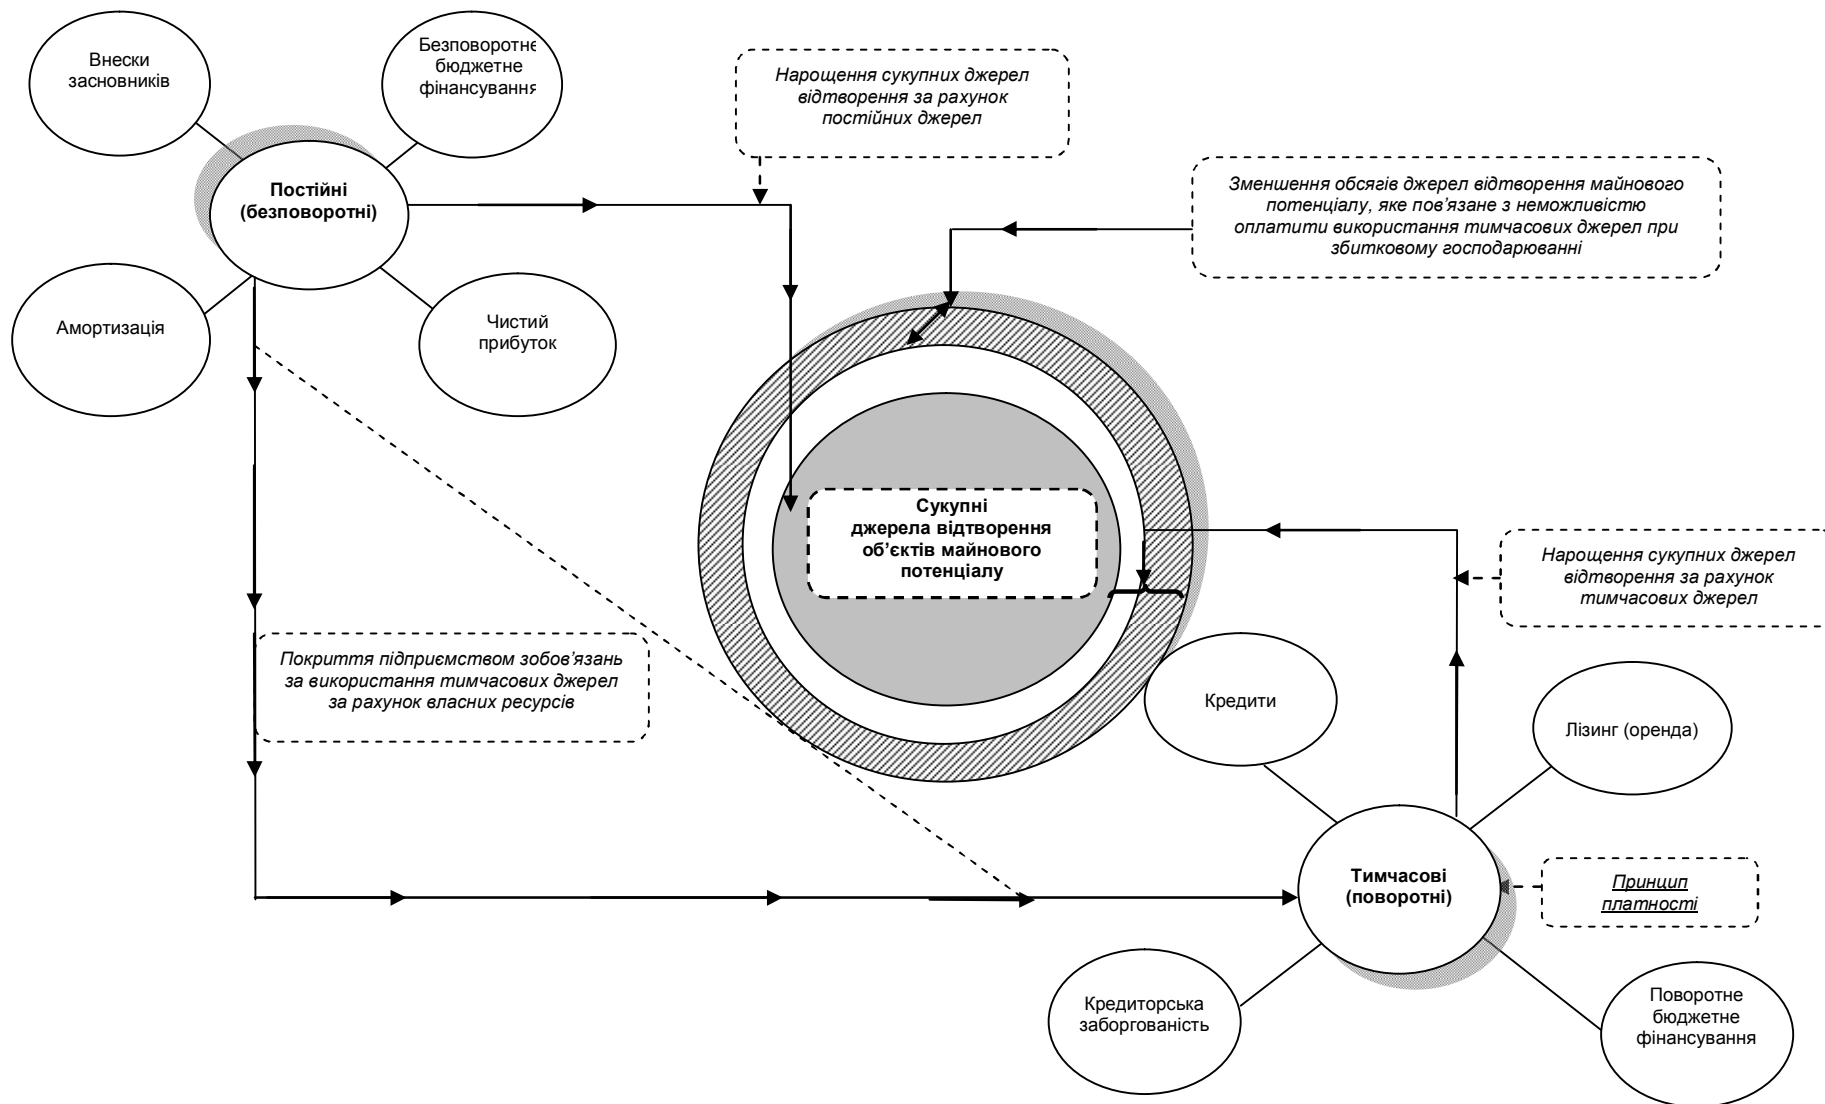 Внески
засновників
Безповоротне
бюджетне
фінансування
Постійні
(безповоротні)
Амортизація
Чистий
прибуток
Нарощення сукупних джерел
відтворення за рахунок
постійних джерел
Зменшення обсягів джерел відтворення майнового
потенціалу, яке пов’язане з неможливістю
оплатити використання тимчасових джерел при
збитковому господарюванні
Сукупні
джерела відтворення
об’єктів майнового
потенціалу
Нарощення сукупних джерел
відтворення за рахунок
тимчасових джерел
Покриття підприємством зобов’язань
за використання тимчасових джерел
за рахунок власних ресурсів
Кредити
Лізинг (оренда)
Тимчасові
(поворотні)
Принцип
платності
Кредиторська
заборгованість
Поворотне
бюджетне
фінансування